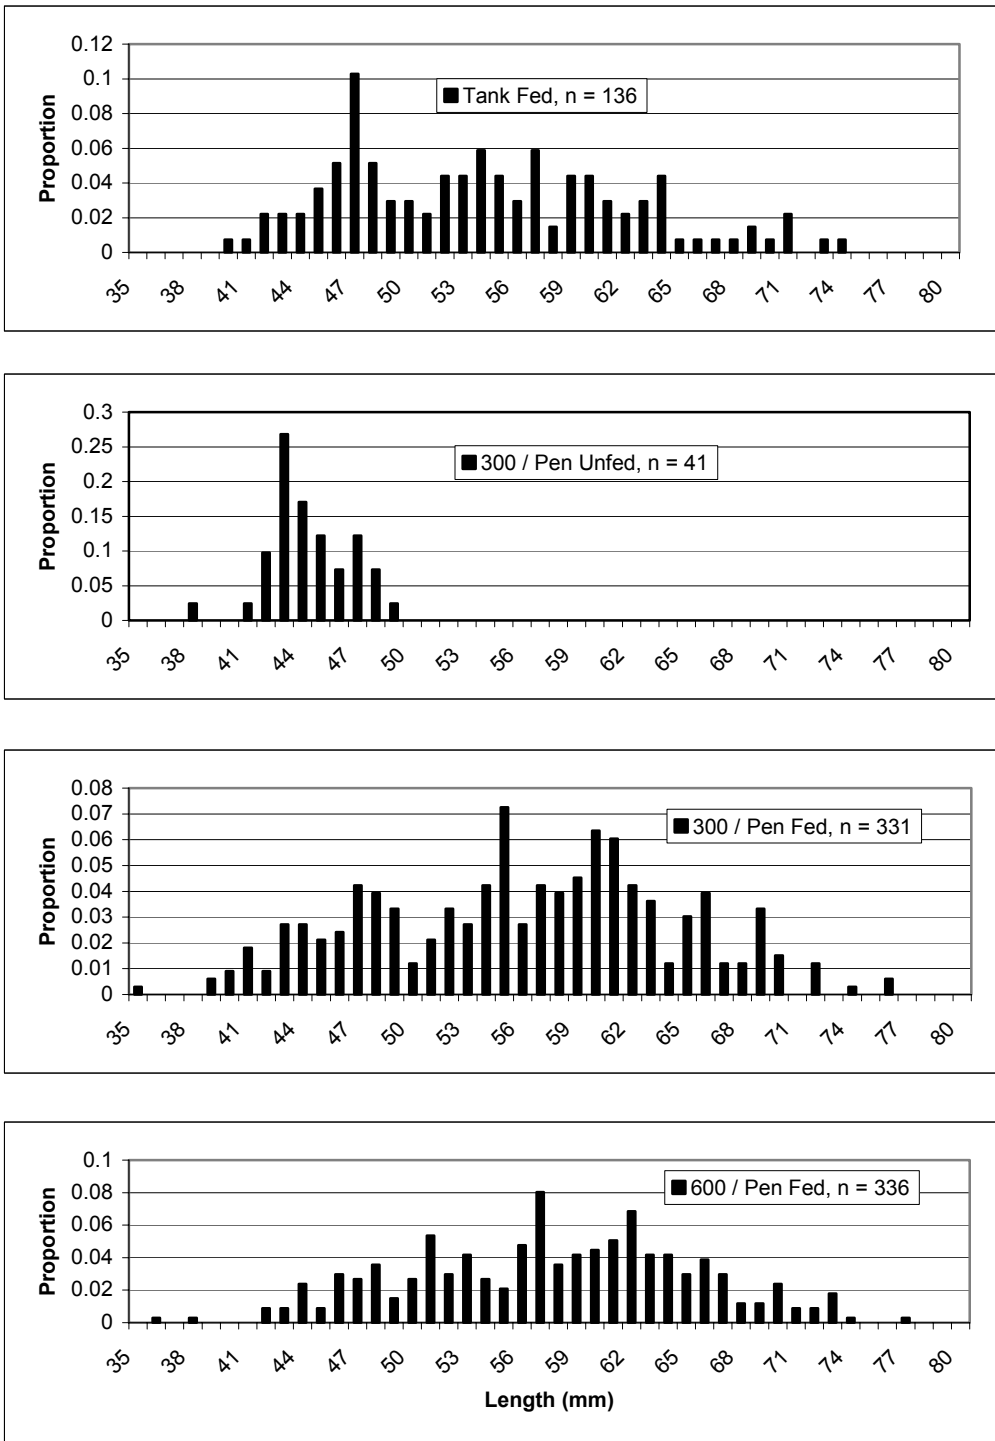 0.12
0.1
0.08
0.06
0.04
0.02
0
Proportion
Tank Fed, n = 136
35 38 41 44 47 50 53 56 59 62 65 68 71 74 77 80
0.3
0.25
0.2
0.15
0.1
0.05
0
Proportion
300 / Pen Unfed, n = 41
35 38 41 44 47 50 53 56 59 62 65 68 71 74 77 80
0.08
0.07
0.06
0.05
0.04
0.03
0.02
0.01
0
Proportion
300 / Pen Fed, n = 331
35 38 41 44 47 50 53 56 59 62 65 68 71 74 77 80
0.1
0.08
0.06
0.04
0.02
0
Proportion
600 / Pen Fed, n = 336
35 38 41 44 47 50 53 56 59 62 65 68 71 74 77 80
Length (mm)